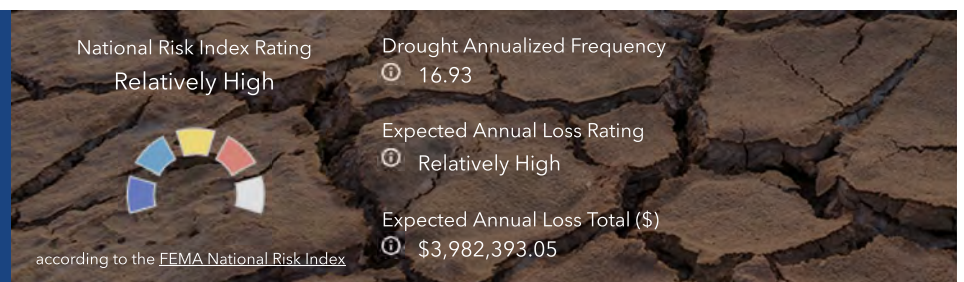 National Risk Index Rating
Relatively High
according to the FEMA National Risk Index
Drought Annualized Frequency
16.93
Expected Annual Loss Rating
Relatively High
Expected Annual Loss Total ($)
$3,982,393.05